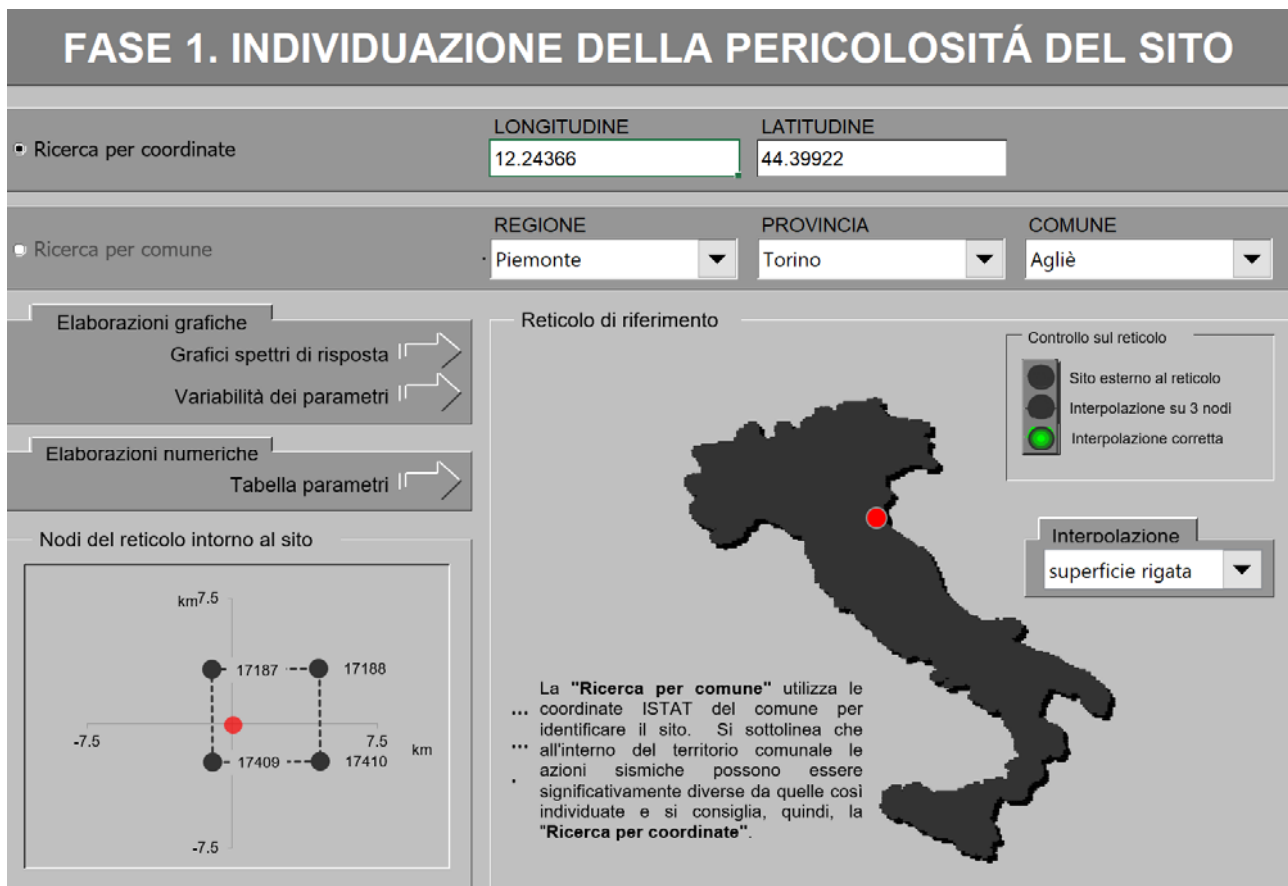 FASE 1. INDIVIDUAZIONE DELLA PERICOLOSITÁ DEL SITO
LONGITUDINE LATITUDINE
Ricerca per coordinate 12.24366 44.39922
REGIONE PROVINCIA COMUNE
Ricerca per comune Piemonte Torino Agliè
Elaborazioni grafiche
Grafici spettri di risposta
Variabilità dei parametri
Elaborazioni numeriche
Tabella parametri
Nodi del reticolo intorno al sito
km 7.5
17187 17188
-7.5 7.5 km
17409 17410
-7.5
Reticolo di riferimento
Controllo sul reticolo
Sito esterno al reticolo
Interpolazione su 3 nodi
Interpolazione corretta
Interpolazione
superficie rigata
La "Ricerca per comune" utilizza le
... coordinate ISTAT del comune per
identificare il sito. Si sottolinea che
... all'interno del territorio comunale le
. azioni sismiche possono essere
significativamente diverse da quelle così
individuate e si consiglia, quindi, la
"Ricerca per coordinate".